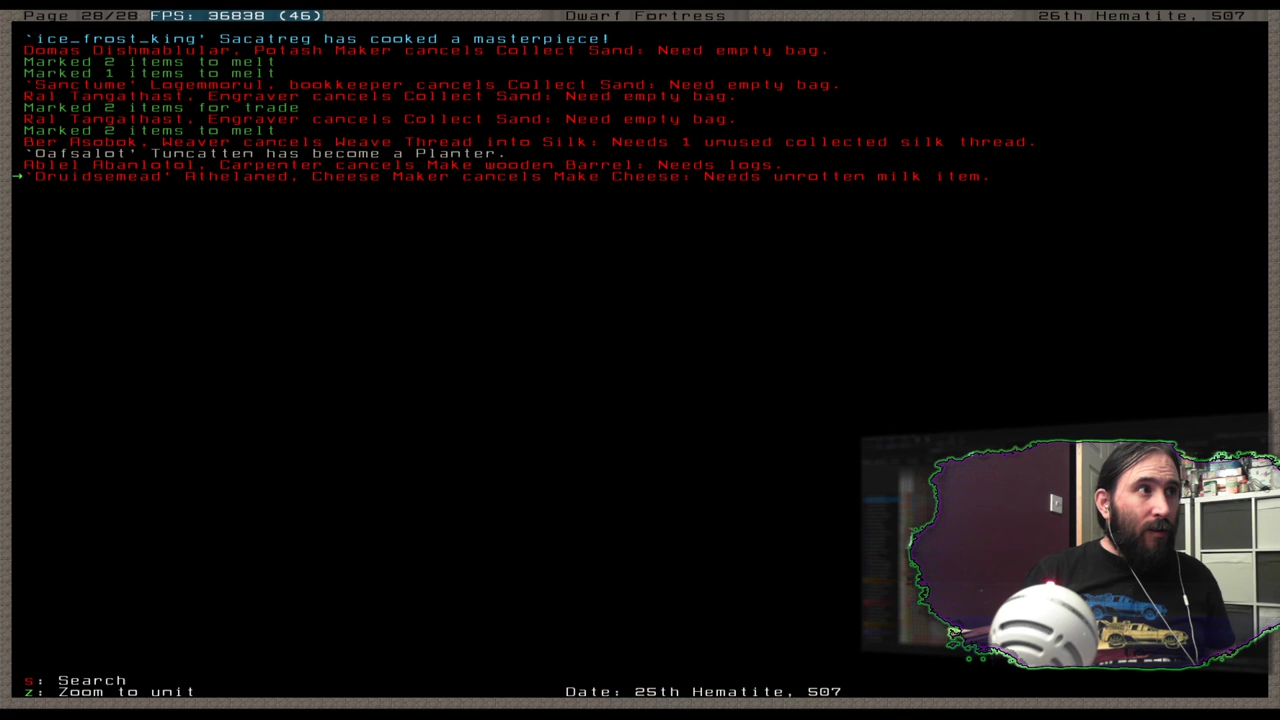 Page 28/28 FPS: 36838 (46) Dwarf Fortress 26th Hematite, 507
`ice_frost_king' Sacatreg has cooked a masterpiece!
Domas Dishmablular, Potash Maker cancels Collect Sand: Need empty bag.
Marked 2 items to melt
Marked 1 items to melt
`Sanctume' Logemmorul, bookkeeper cancels Collect Sand: Need empty bag.
Ral Tangathast, Engraver cancels Collect Sand: Need empty bag.
Marked 2 items for trade
Ral Tangathast, Engraver cancels Collect Sand: Need empty bag.
Marked 2 items to melt
Ber Asobok, Weaver cancels Weave Thread into Silk: Needs 1 unused collected silk thread.
`Oafsalot' Tuncatten has become a Planter.
Ablel Abanlotol, Carpenter cancels Make wooden Barrel: Needs logs.
→`Druidsemead' Athelamed, Cheese Maker cancels Make Cheese: Needs unrotten milk item.
s: Search
z: Zoom to unit Date: 25th Hematite, 507